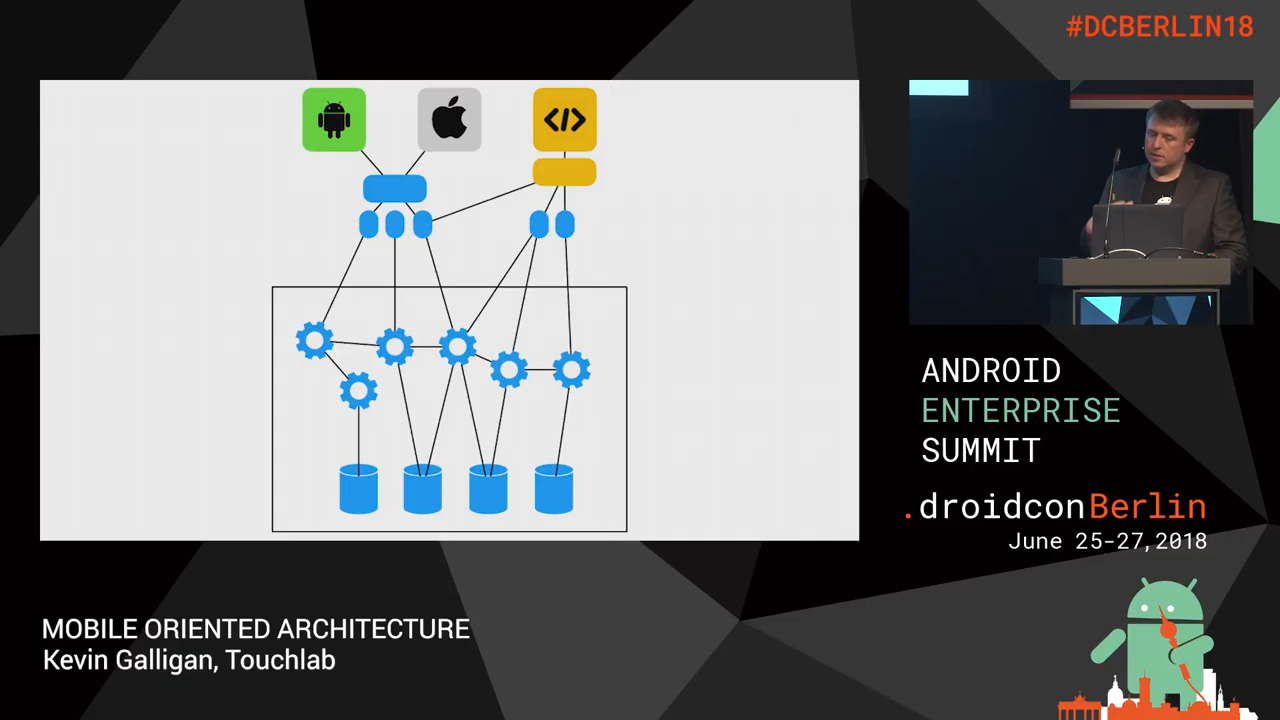 #DCBERLIN18
</>
ANDROID
ENTERPRISE
SUMMIT
.droidconBerlin
June 25-27,2018
MOBILE ORIENTED ARCHITECTURE
Kevin Galligan, Touchlab